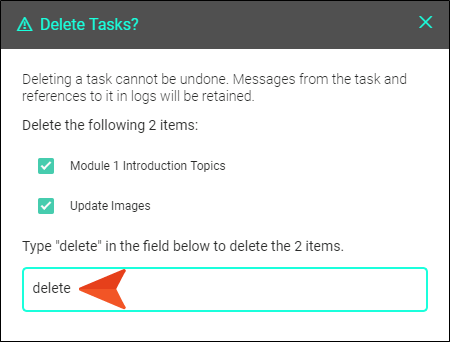 Delete Tasks?
Deleting a task cannot be undone. Messages from the task and
references to it in logs will be retained.
Delete the following 2 items:
Module 1 Introduction Topics
Update Images
Type "delete" in the field below to delete the 2 items.
delete